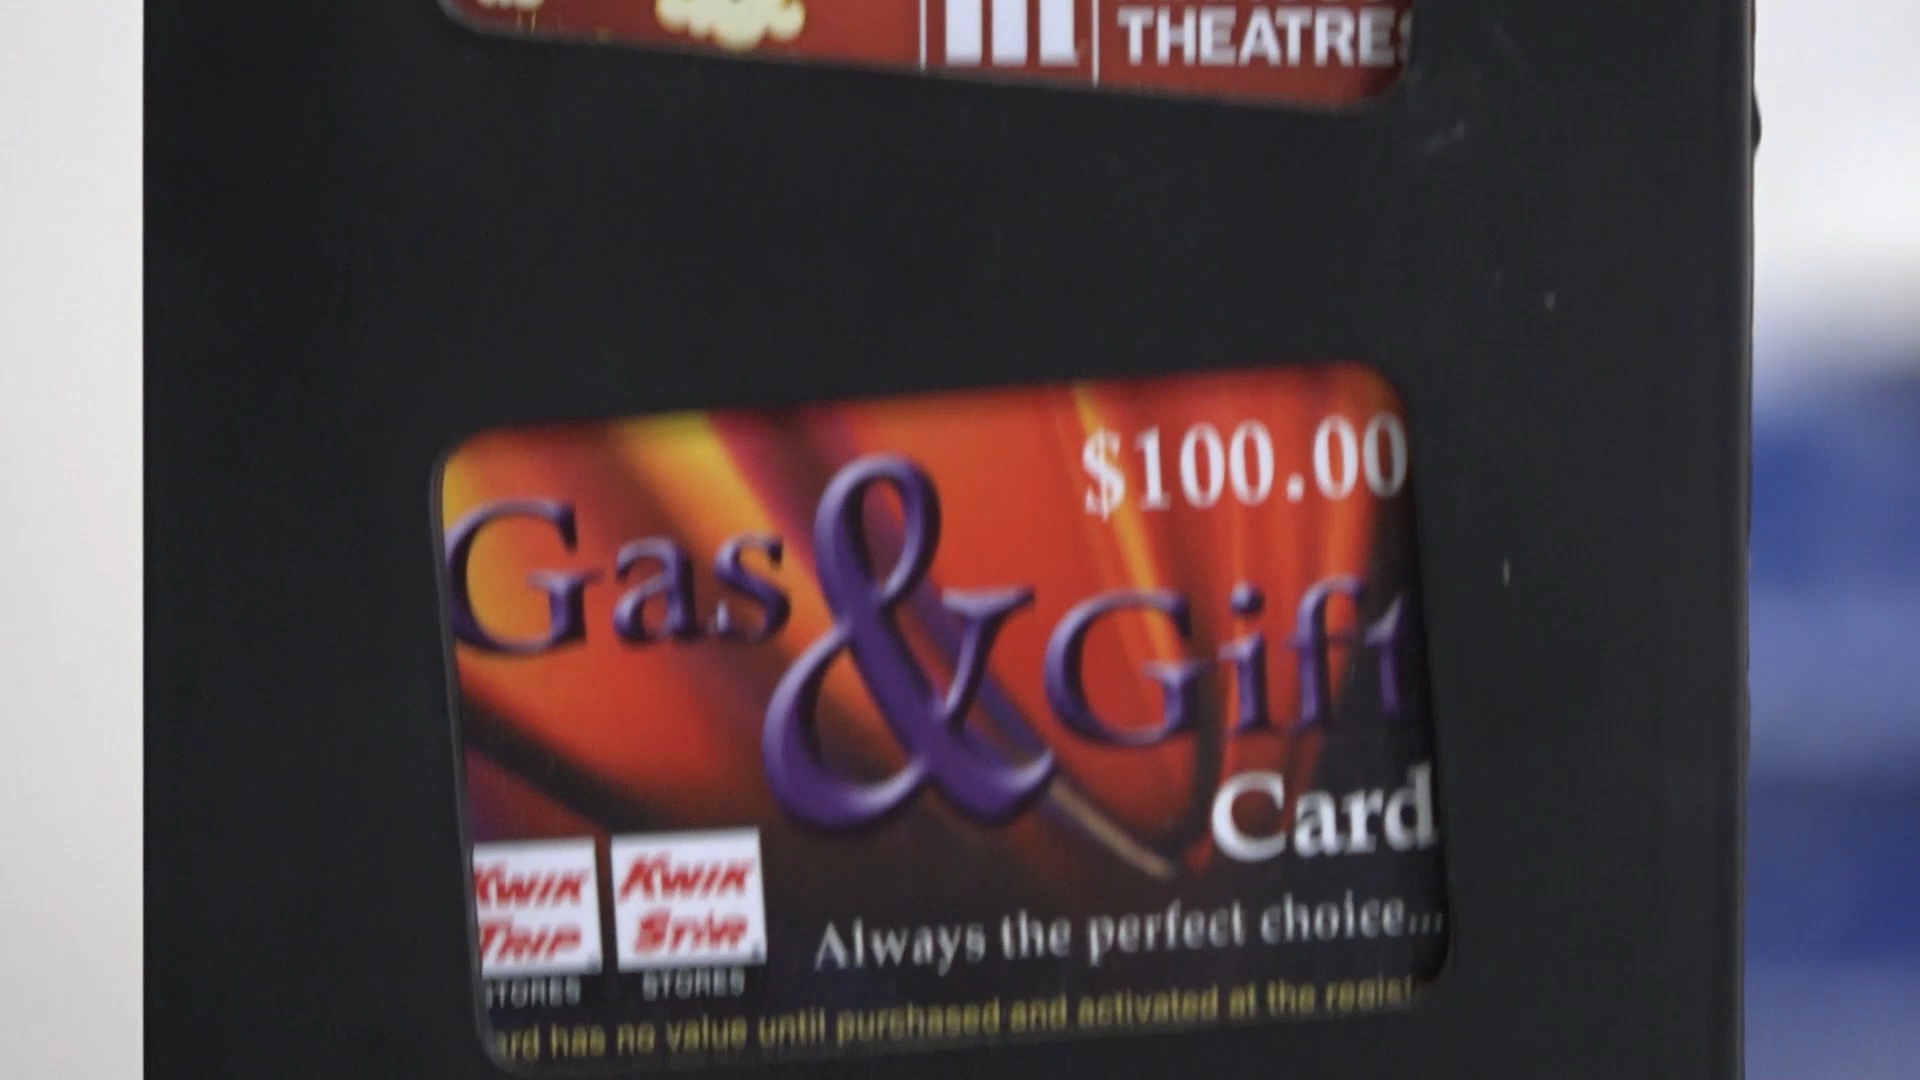 THEATRES
$100.00
Gas & Gift
Card
KWIK TRIP
STORES
KWIK STAR
STORES
Always the perfect choice...
has no value until purchased and activated at the